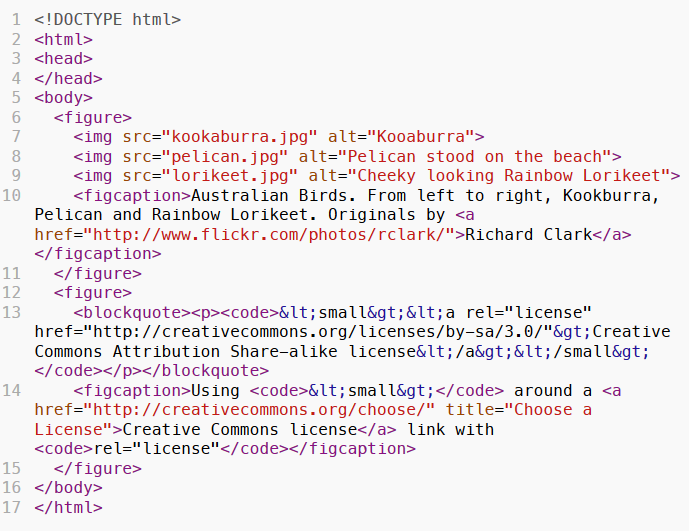 1 <!DOCTYPE html>
2 <html>
3 <head>
4 </head>
5 <body>
6   <figure>
7     <img src="kookaburra.jpg" alt="Kooaburra">
8     <img src="pelican.jpg" alt="Pelican stood on the beach">
9     <img src="lorikeet.jpg" alt="Cheeky looking Rainbow Lorikeet">
10     <figcaption>Australian Birds. From left to right, Kookburra,
Pelican and Rainbow Lorikeet. Originals by <a
href="http://www.flickr.com/photos/rclark/">Richard Clark</a>
</figcaption>
11   </figure>
12   <figure>
13     <blockquote><p><code>&lt;small&gt;&lt;a rel="license"
href="http://creativecommons.org/licenses/by-sa/3.0/"&gt;Creative
Commons Attribution Share-alike license&lt;/a&gt;&lt;/small&gt;
</code></p></blockquote>
14     <figcaption>Using <code>&lt;small&gt;</code> around a <a
href="http://creativecommons.org/choose/" title="Choose a
License">Creative Commons license</a> link with
<code>rel="license"</code></figcaption>
15   </figure>
16 </body>
17 </html>